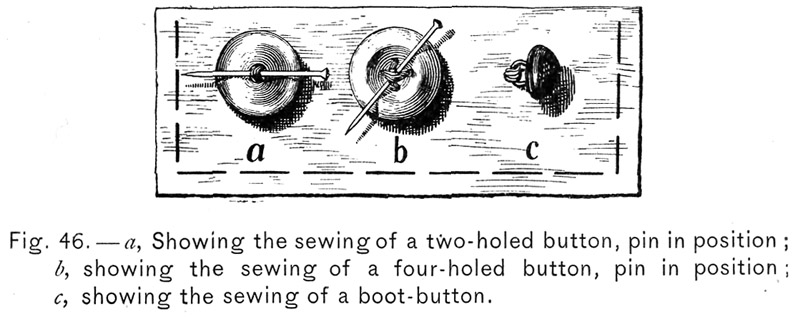 a b c
Fig. 46.—a, Showing the sewing of a two-holed button, pin in position;
b, showing the sewing of a four-holed button, pin in position;
c, showing the sewing of a boot-button.